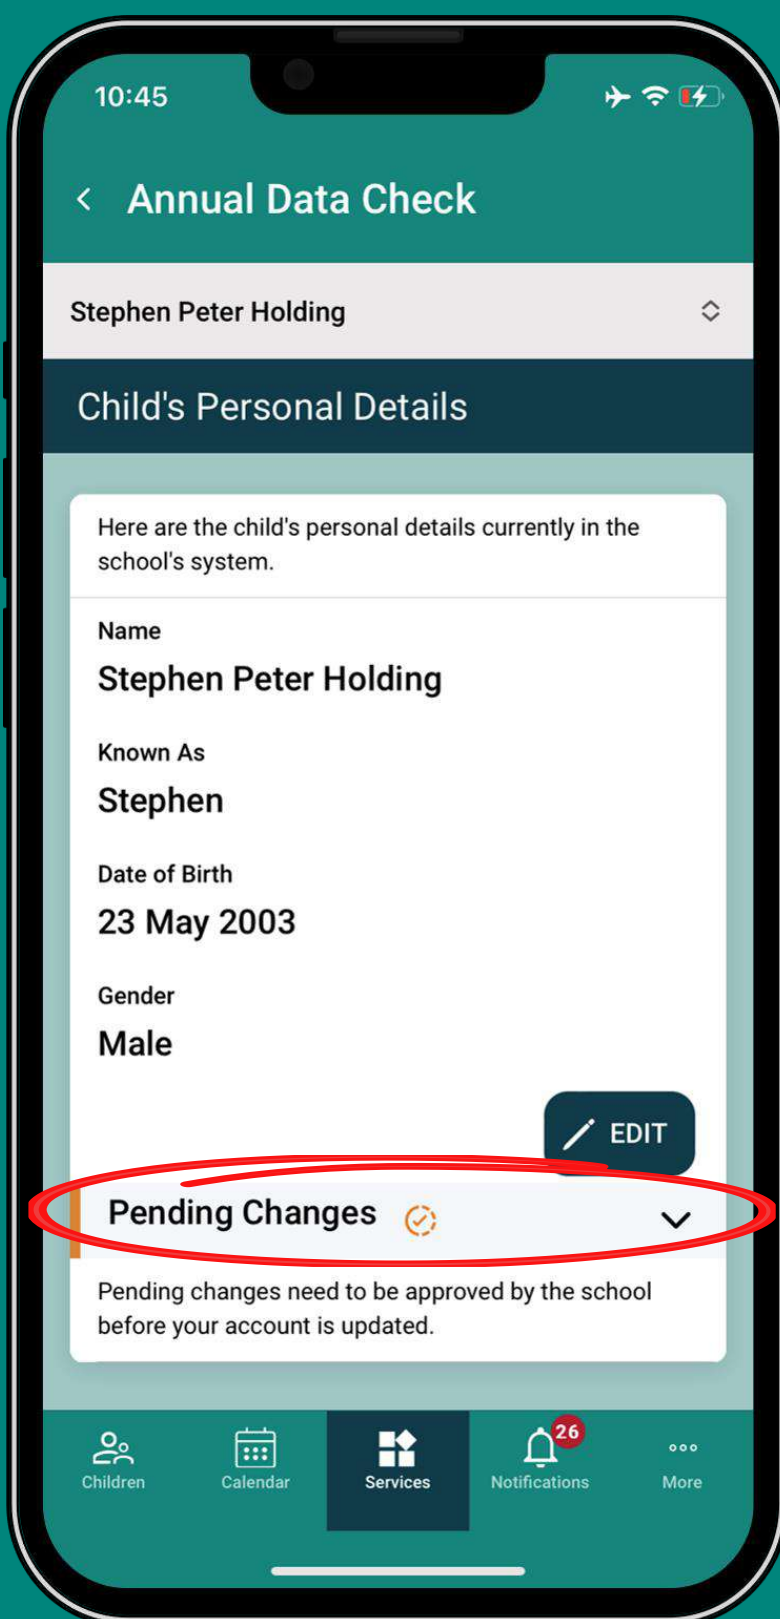 10:45
Annual Data Check
Stephen Peter Holding
Child's Personal Details
Here are the child's personal details currently in the
school's system.
Name
Stephen Peter Holding
Known As
Stephen
Date of Birth
23 May 2003
Gender
Male
EDIT
Pending Changes
Pending changes need to be approved by the school
before your account is updated.
26
Children Calendar Services Notifications More